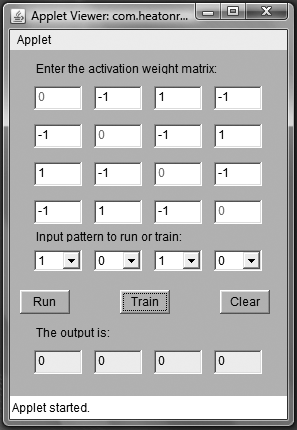 Applet Viewer: com.heatonr...
Applet
Enter the activation weight matrix:
0 -1 1 -1
-1 0 -1 1
1 -1 0 -1
-1 1 -1 0
Input pattern to run or train:
1 0 1 0
Run Train Clear
The output is:
0 0 0 0
Applet started.